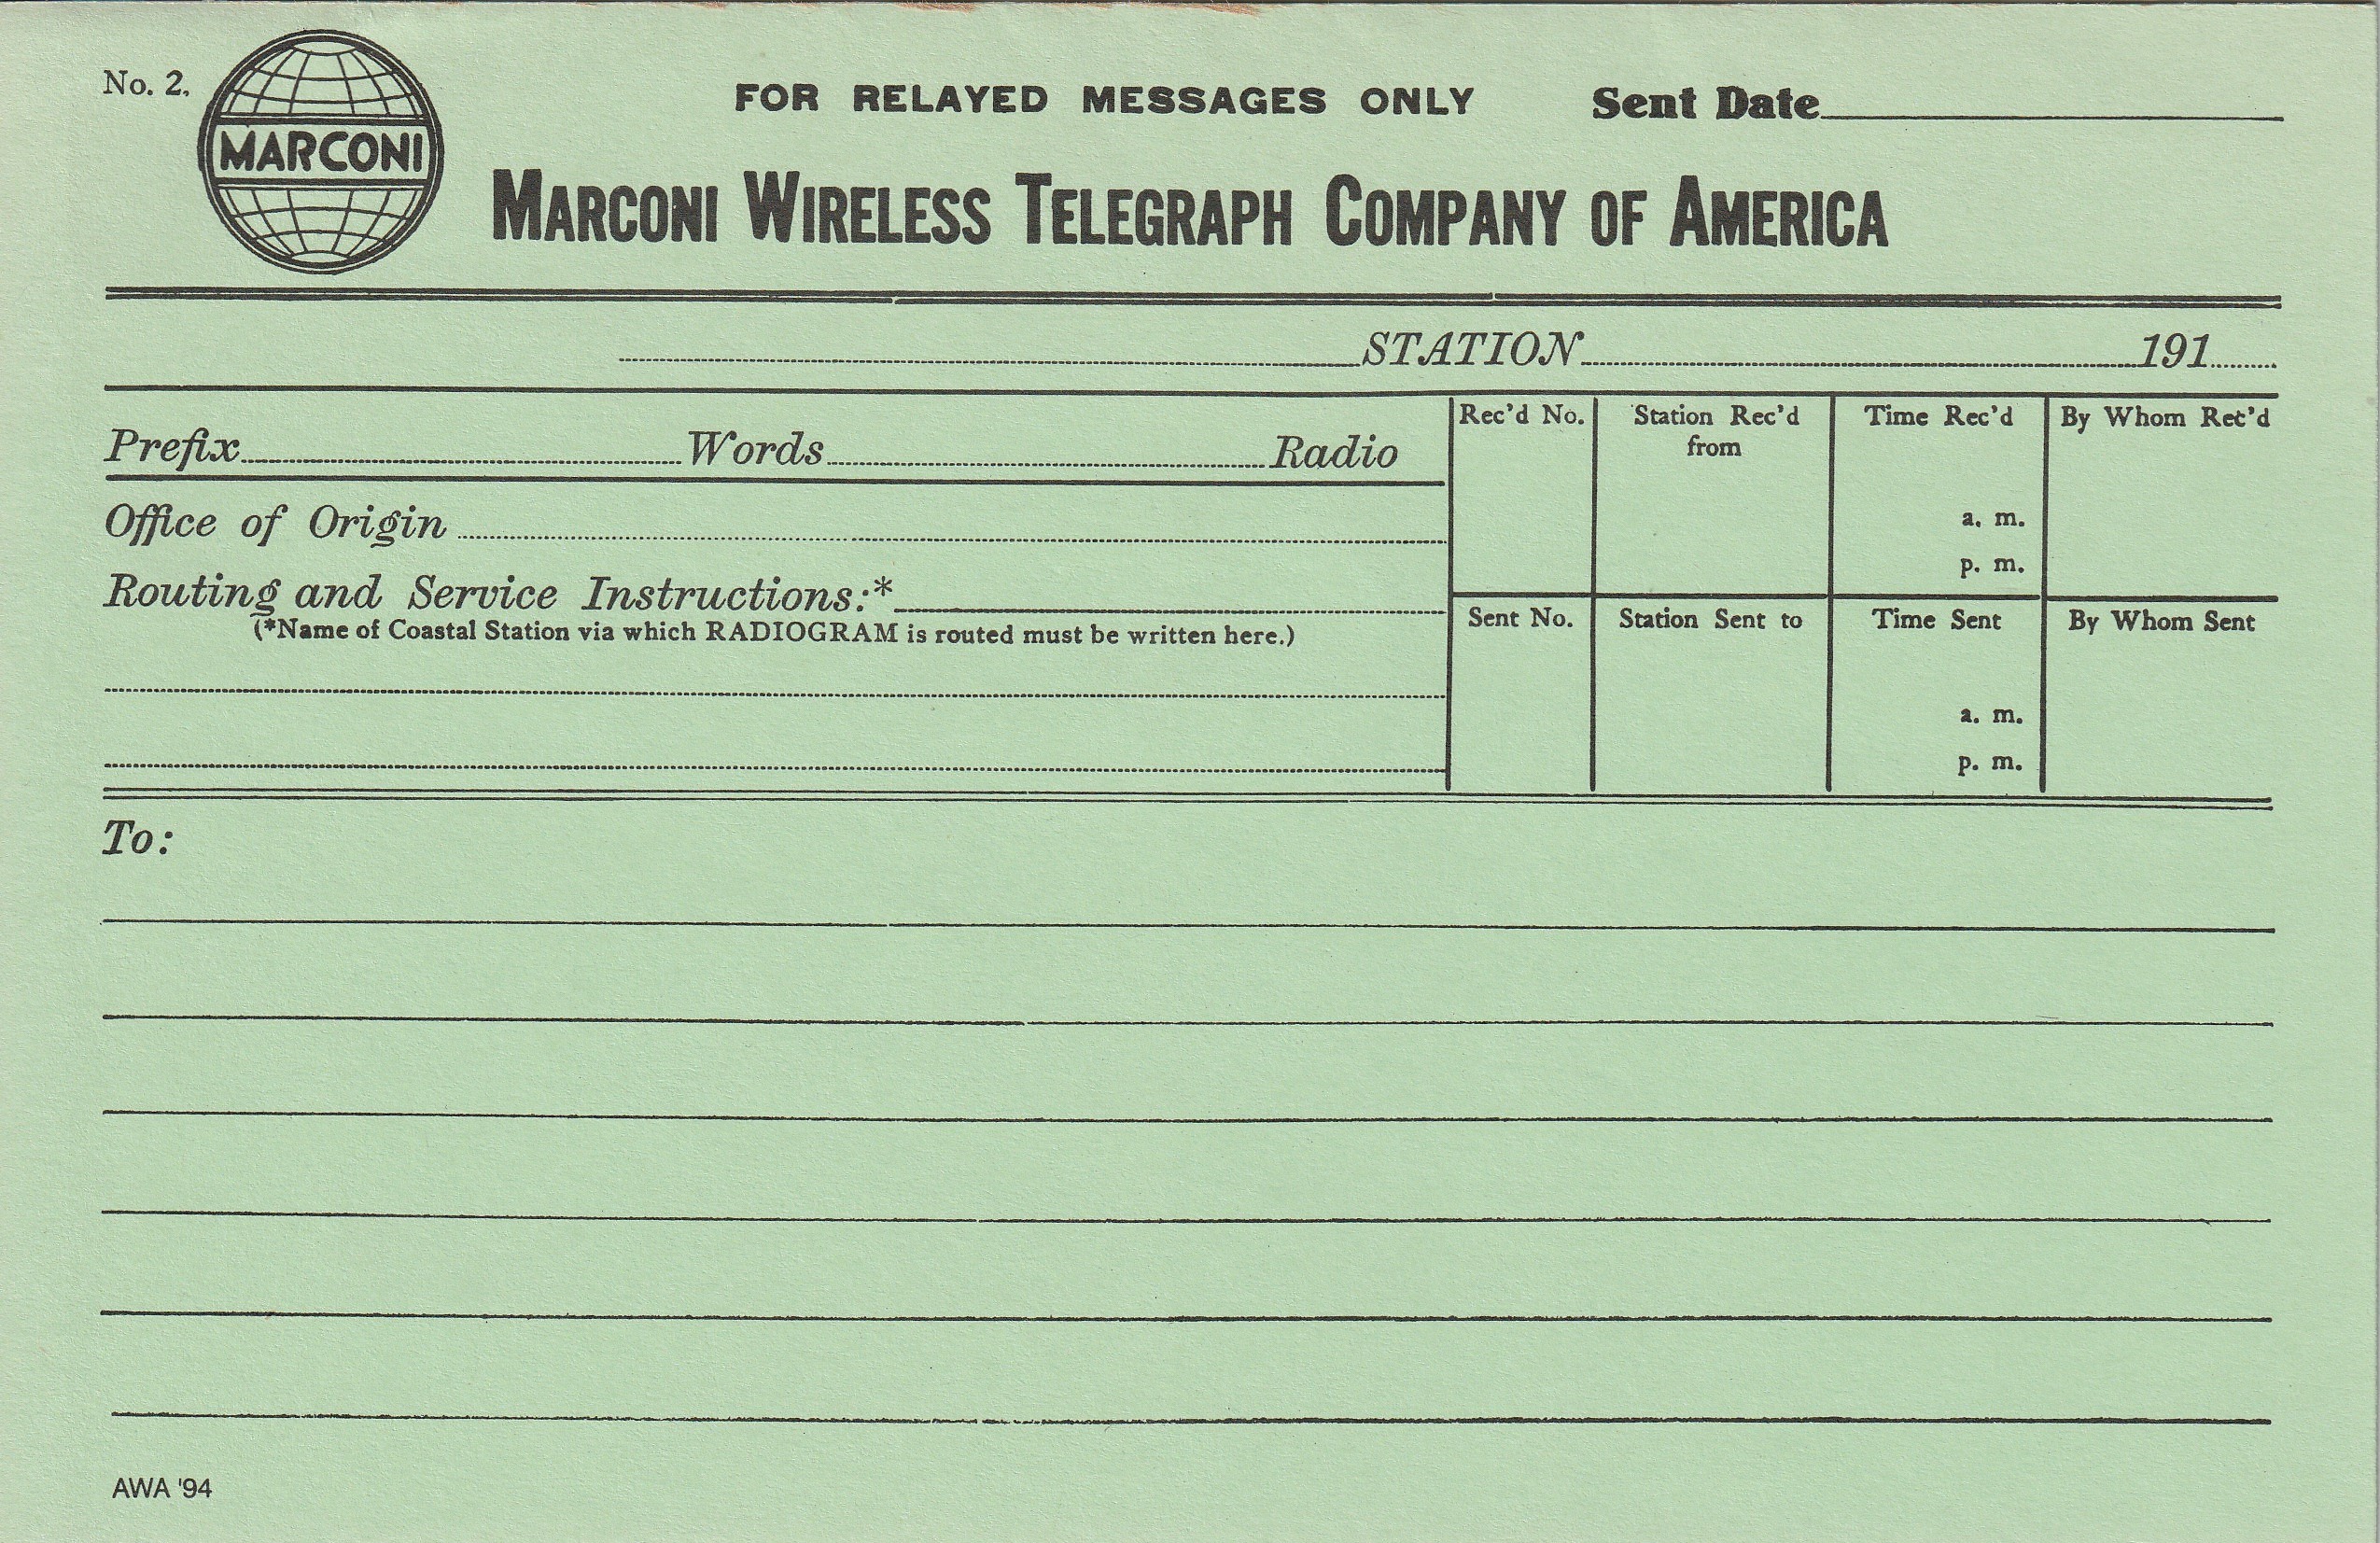 No. 2.
MARCONI
FOR RELAYED MESSAGES ONLY
Sent Date
MARCONI WIRELESS TELEGRAPH COMPANY OF AMERICA
STATION 191
Prefix Words Radio
Rec'd No.
Station Rec'd
from
Time Rec'd
a. m.
p. m.
By Whom Rec'd
Office of Origin
Routing and Service Instructions:*
(*Name of Coastal Station via which RADIOGRAM is routed must be written here.)
Sent No.
Station Sent to
Time Sent
a. m.
p. m.
By Whom Sent
To:
AWA '94